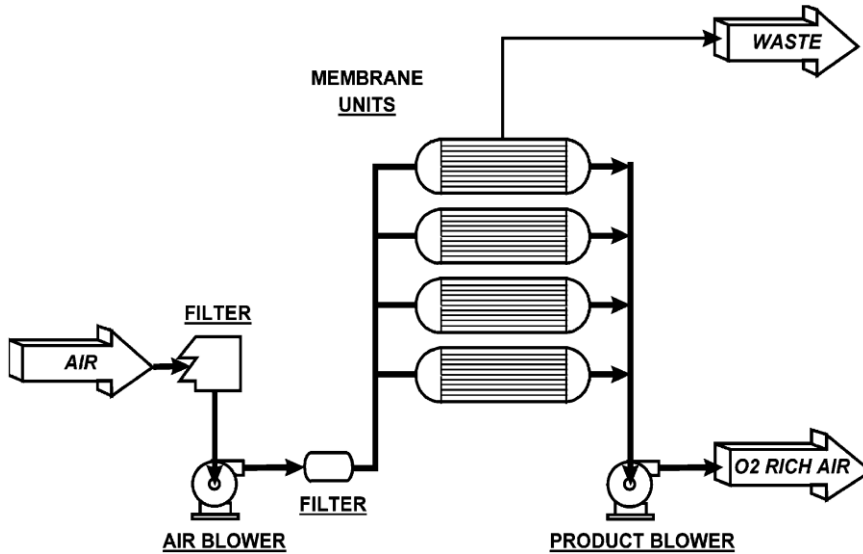 WASTE
MEMBRANE
UNITS
FILTER
AIR
O2 RICH AIR
FILTER
AIR BLOWER
PRODUCT BLOWER